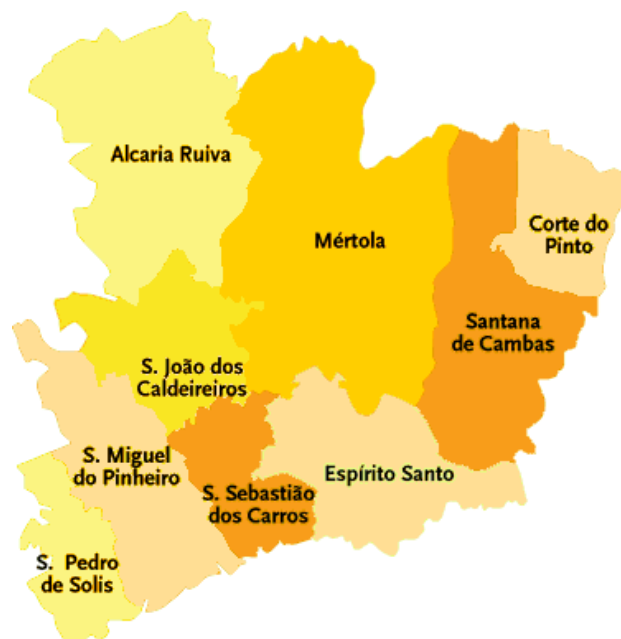 Alcaria Ruiva
Mértola
Corte do
Pinto
Santana
de Cambas
S. João dos
Caldeireiros
S. Miguel
do Pinheiro
Espírito Santo
S. Sebastião
dos Carros
S. Pedro
de Solis